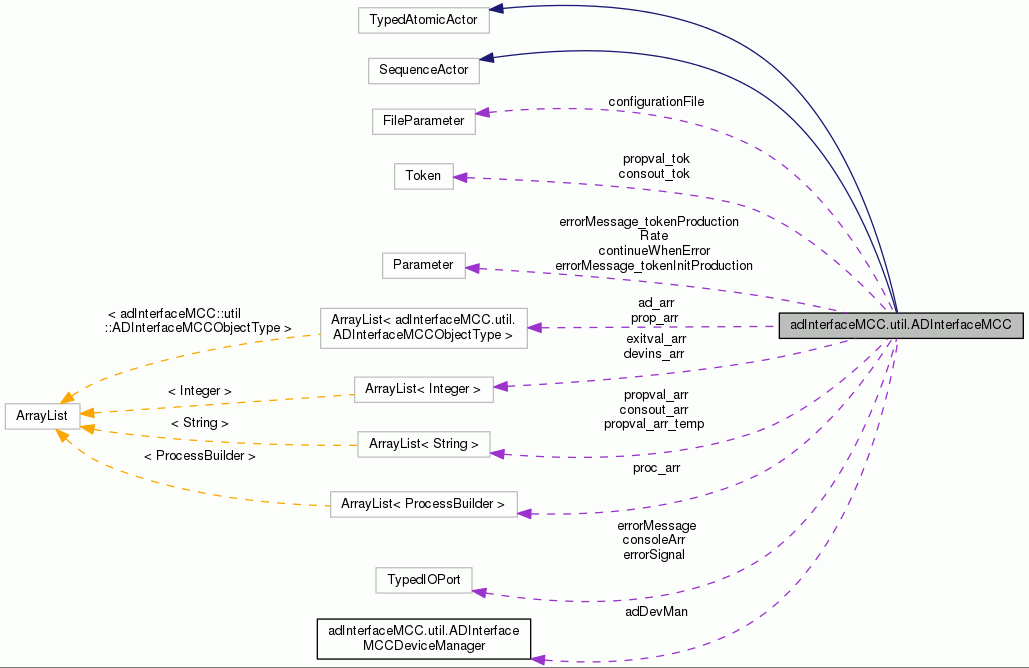 TypedAtomicActor
SequenceActor
configurationFile
FileParameter
propval_tok
consout_tok
Token
errorMessage_tokenProduction
Rate
continueWhenError
errorMessage_tokenInitProduction
Parameter
ad_arr
prop_arr
< adInterfaceMCC::util
::ADInterfaceMCCObjectType >
ArrayList< adInterfaceMCC.util.
ADInterfaceMCCObjectType >
adInterfaceMCC.util.ADInterfaceMCC
exitval_arr
devins_arr
< Integer >
ArrayList< Integer >
propval_arr
consout_arr
propval_arr_temp
ArrayList
< String >
ArrayList< String >
< ProcessBuilder >
proc_arr
ArrayList< ProcessBuilder >
errorMessage
consoleArr
errorSignal
TypedIOPort
adDevMan
adInterfaceMCC.util.ADInterface
MCCDeviceManager